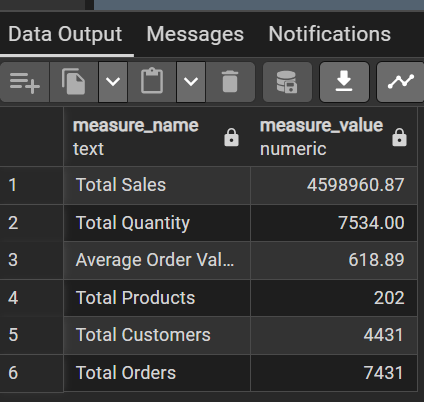 Data Output Messages Notifications
measure_name measure_value
text numeric
1 Total Sales 4598960.87
2 Total Quantity 7534.00
3 Average Order Val... 618.89
4 Total Products 202
5 Total Customers 4431
6 Total Orders 7431